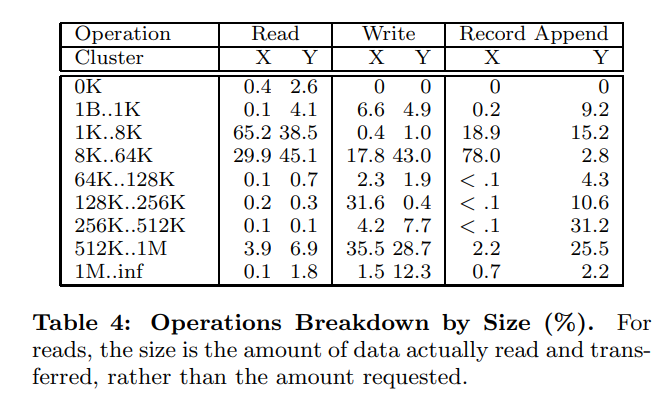 Operation Read Write Record Append
Cluster X Y X Y X Y
0K 0.4 2.6 0 0 0 0
1B..1K 0.1 4.1 6.6 4.9 0.2 9.2
1K..8K 65.2 38.5 0.4 1.0 18.9 15.2
8K..64K 29.9 45.1 17.8 43.0 78.0 2.8
64K..128K 0.1 0.7 2.3 1.9 < .1 4.3
128K..256K 0.2 0.3 31.6 0.4 < .1 10.6
256K..512K 0.1 0.1 4.2 7.7 < .1 31.2
512K..1M 3.9 6.9 35.5 28.7 2.2 25.5
1M..inf 0.1 1.8 1.5 12.3 0.7 2.2
Table 4: Operations Breakdown by Size (%). For
reads, the size is the amount of data actually read and trans-
ferred, rather than the amount requested.